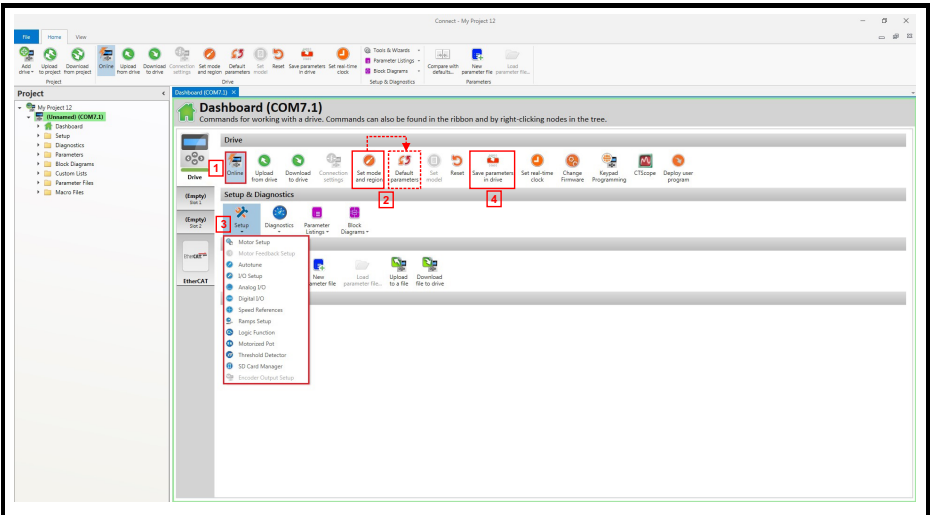 Connect - My Project 12
File Home View
Add drive
Upload to project
Download from project
Online
Upload from drive
Download to drive
Connection settings
Set mode and region
Default parameters
Set model
Reset
Save parameters in drive
Set real-time clock
Tools & Wizards
Parameter Listings
Block Diagrams
Compare with defaults...
New parameter file
Load parameter file...
Project
Drive
Setup & Diagnostics
Parameters
Project
My Project 12
(Unnamed) (COM7.1)
Dashboard
Setup
Diagnostics
Parameters
Block Diagrams
Custom Lists
Parameter Files
Macro Files
Dashboard (COM7.1)
Dashboard (COM7.1)
Commands for working with a drive. Commands can also be found in the ribbon and by right-clicking nodes in the tree.
Drive
(Empty)
Slot 1
(Empty)
Slot 2
EtherCAT
EtherCAT
Drive
1
Online
Upload from drive
Download to drive
Connection settings
Set mode and region
Default parameters
Set model
Reset
Save parameters in drive
Set real-time clock
Change Firmware
Keypad Programming
CTScope
Deploy user program
2
4
Setup & Diagnostics
3
Setup
Diagnostics
Parameter Listings
Block Diagrams
Motor Setup
Motor Feedback Setup
Autotune
I/O Setup
Analog I/O
Digital I/O
Speed References
Ramps Setup
Logic Function
Motorized Pot
Threshold Detector
SD Card Manager
Encoder Output Setup
New
Load parameter file...
Upload to a file
Download file to drive